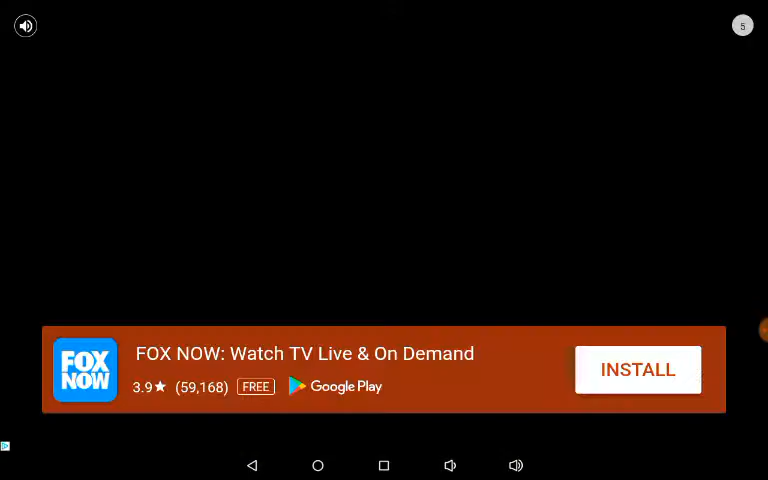 5
FOX NOW
FOX NOW: Watch TV Live & On Demand
3.9★ (59,168) FREE Google Play
INSTALL